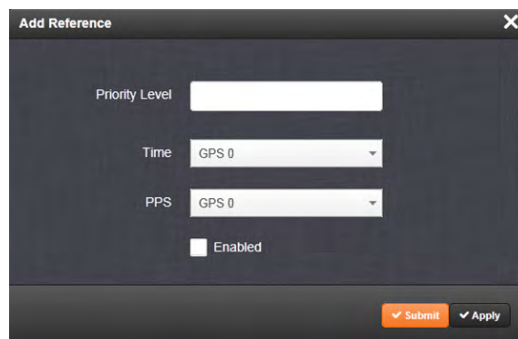 Add Reference
Priority Level
Time GPS 0
PPS GPS 0
Enabled
Submit Apply